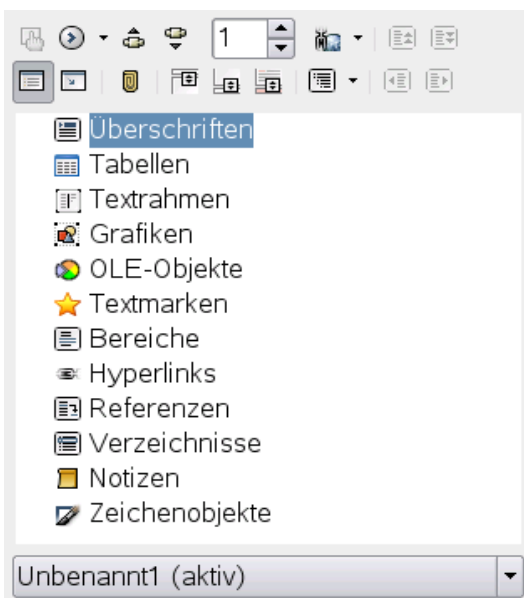 1
Überschriften
Tabellen
Textrahmen
Grafiken
OLE-Objekte
Textmarken
Bereiche
Hyperlinks
Referenzen
Verzeichnisse
Notizen
Zeichenobjekte
Unbenannt1 (aktiv)